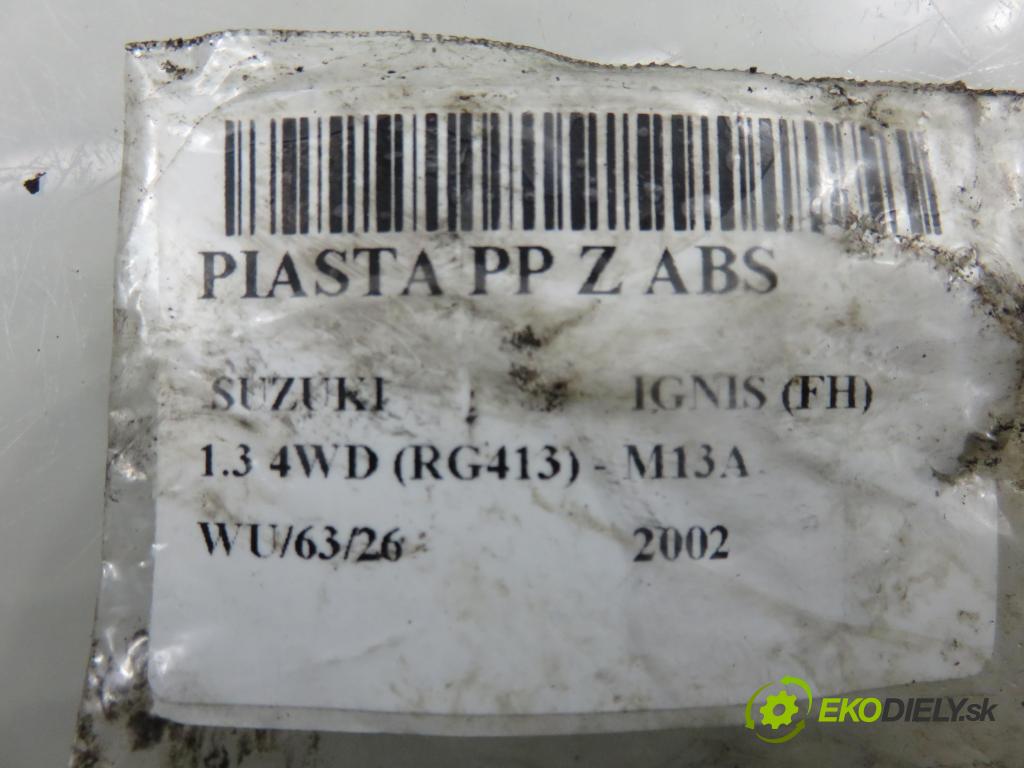 PIASTA PP Z ABS
SUZUKI IGNIS (FH)
1.3 4WD (RG413) - M13A
WU/63/26 2002
EKODIELY.sk